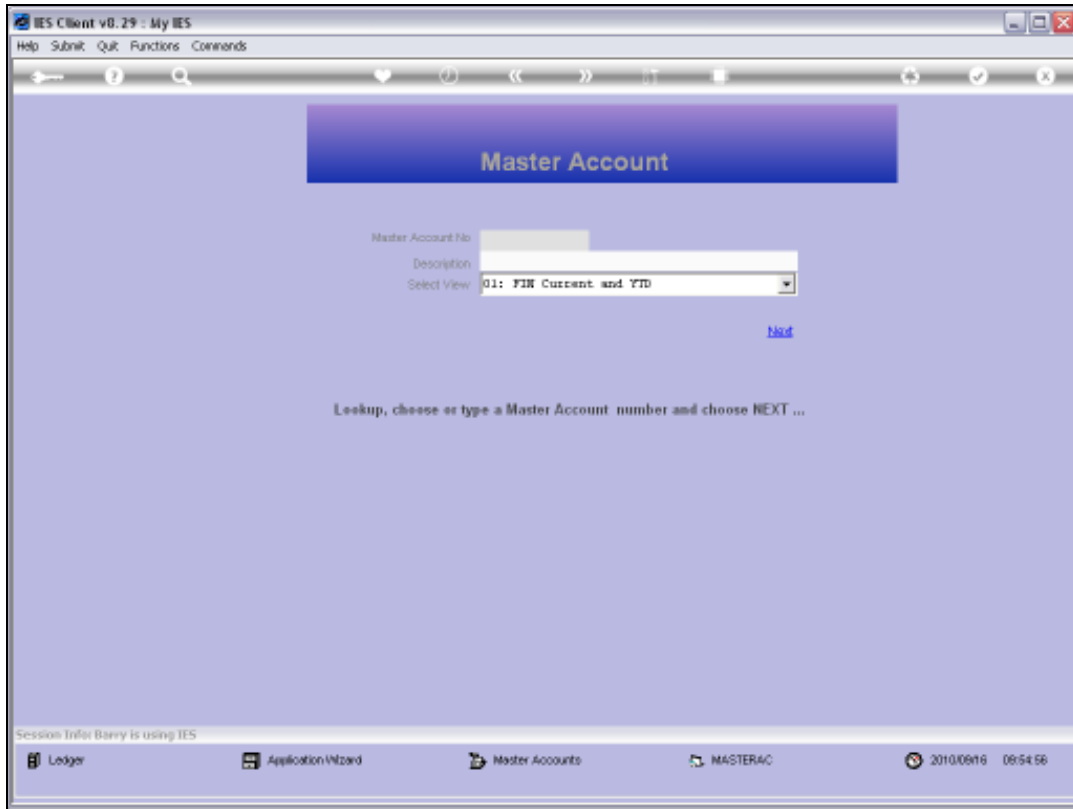 IES Client v8.29 : My IES
Help Submit Quit Functions Commands
Master Account
Master Account No
Description
Select View 01: FIN Current and YTD
Next
Lookup, choose or type a Master Account number and choose NEXT ...
Session Info: Barry is using IES
Ledger Application Wizard Master Accounts MASTERAC 2010/09/16 09:54:56